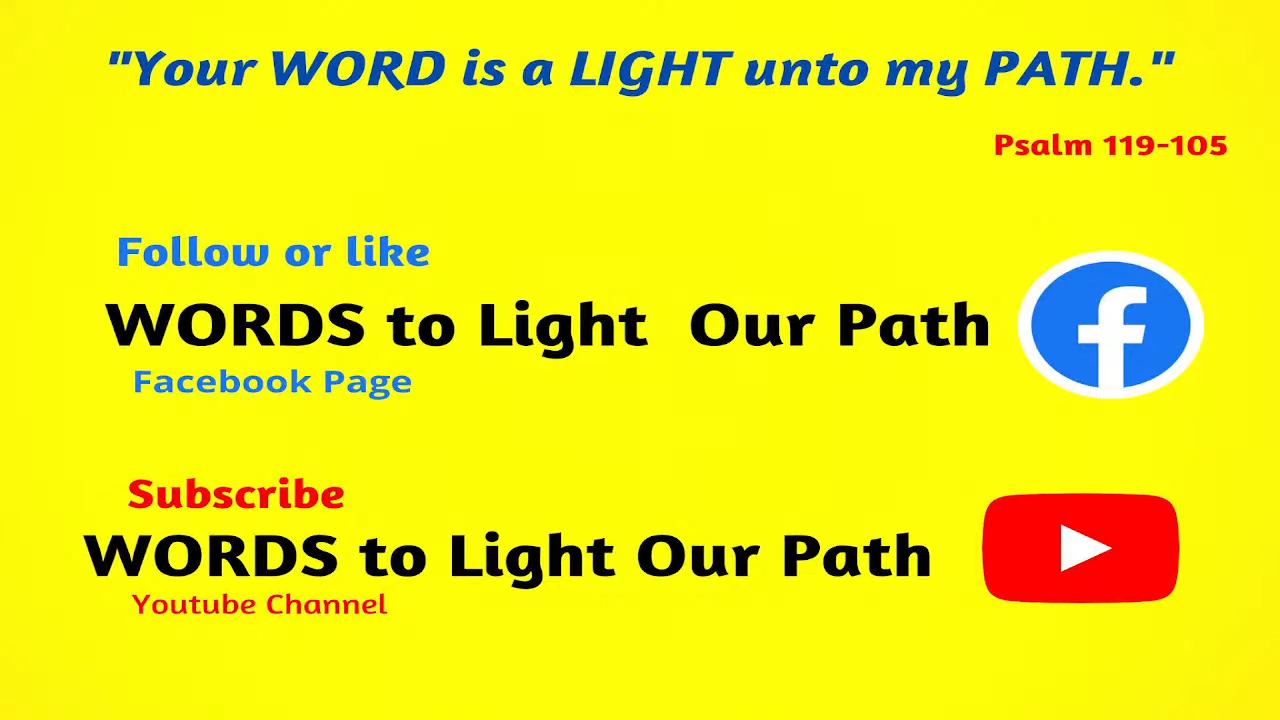 "Your WORD is a LIGHT unto my PATH."
Psalm 119-105
Follow or like
WORDS to Light Our Path
Facebook Page
Subscribe
WORDS to Light Our Path
Youtube Channel